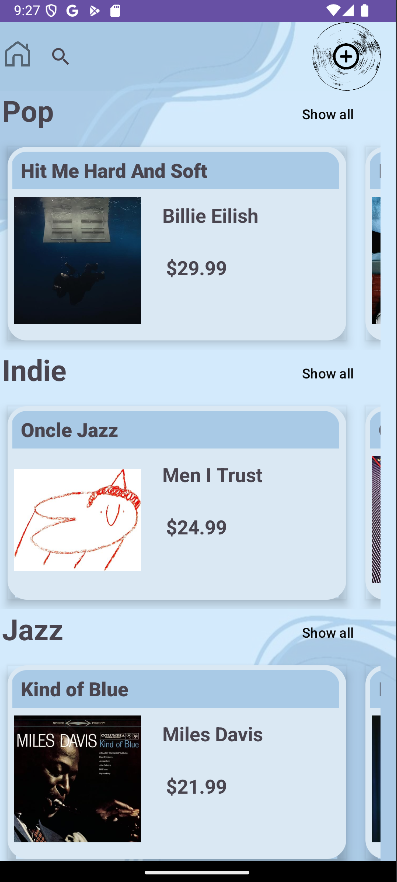 9:27
Pop
Show all
Hit Me Hard And Soft
Billie Eilish
$29.99
Indie
Show all
Oncle Jazz
Men I Trust
$24.99
Jazz
Show all
Kind of Blue
MILES DAVIS Kind of Blue
Miles Davis
$21.99